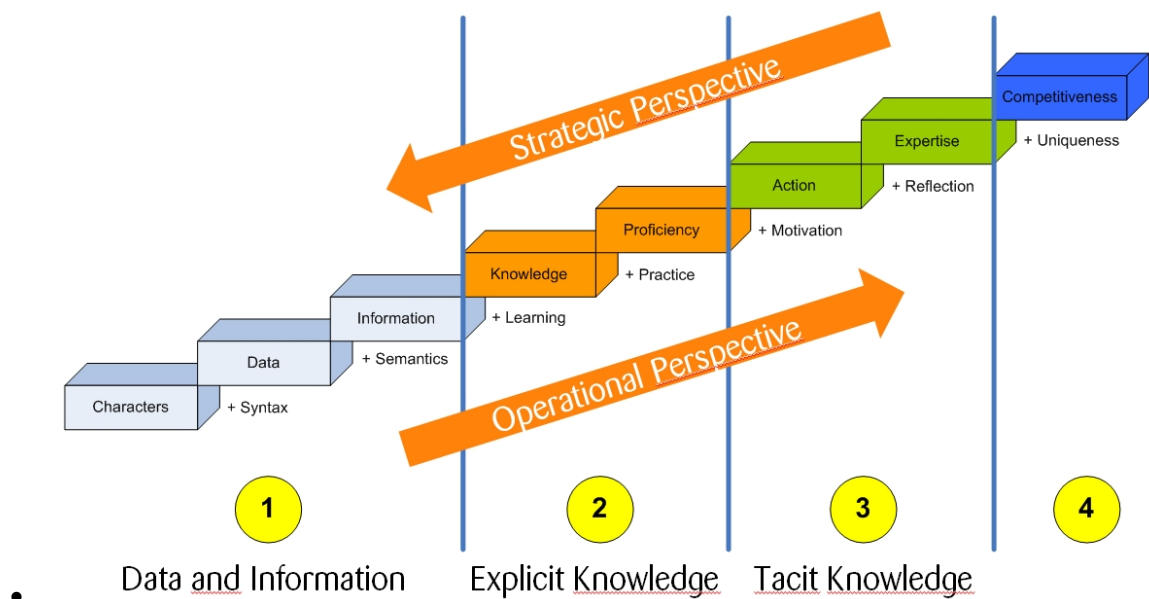 Strategic Perspective
Competitiveness
+ Uniqueness
Expertise
+ Reflection
Action
+ Motivation
Proficiency
+ Practice
Knowledge
+ Learning
Information
+ Semantics
Data
+ Syntax
Characters
Operational Perspective
1
2
3
4
Data and Information
Explicit Knowledge
Tacit Knowledge